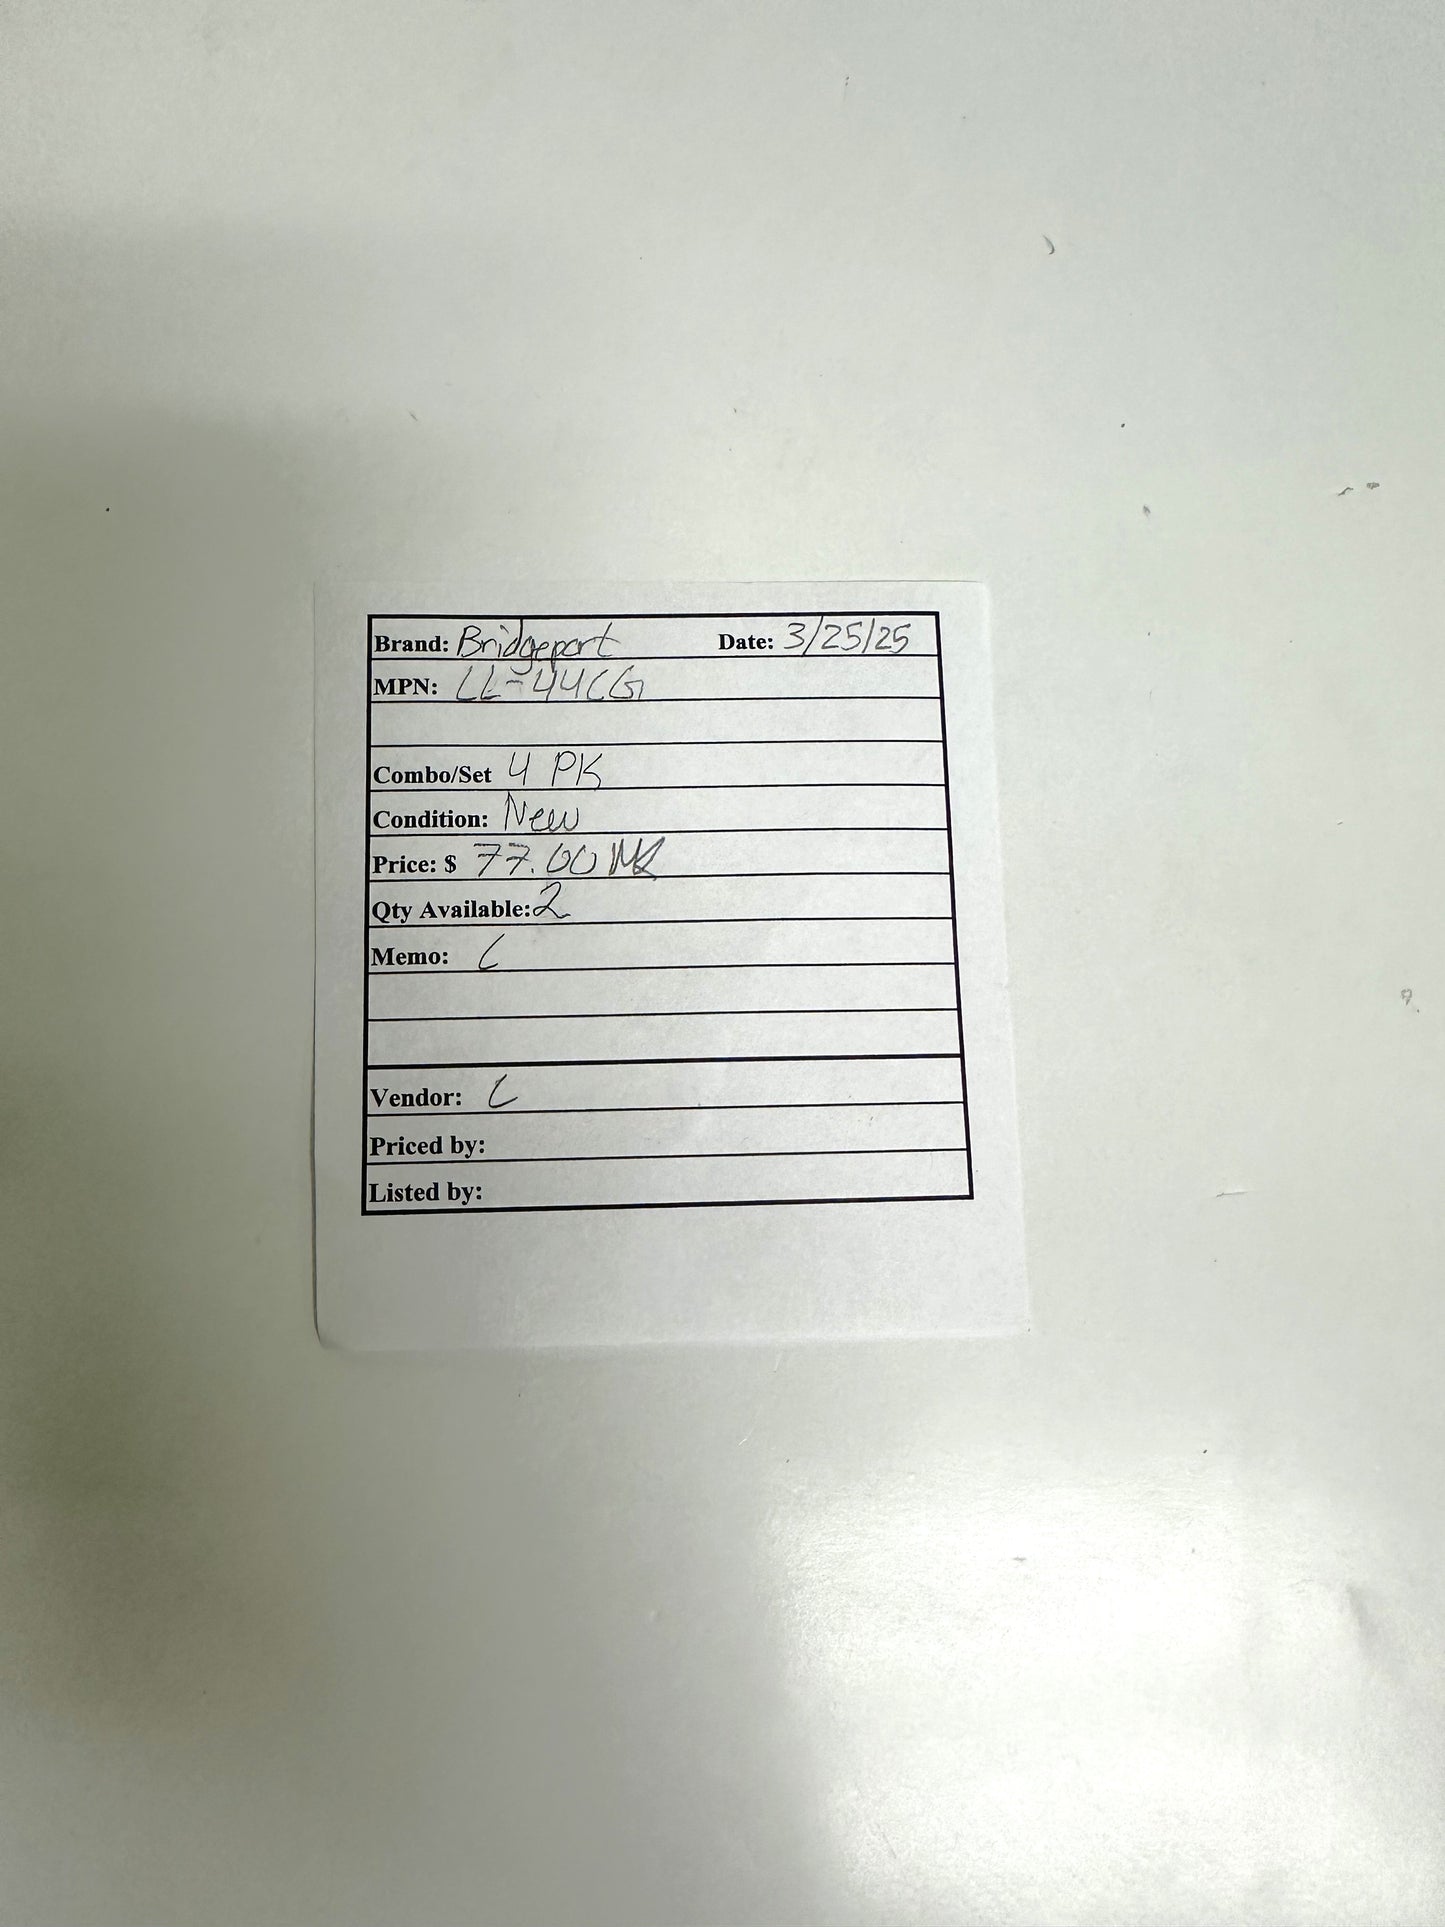 Brand: Bridgeport Date: 3/25/25
MPN: LL-44CG
Combo/Set 4 PK
Condition: New
Price: $ 77.00 MK
Qty Available: 2
Memo: C
Vendor: C
Priced by:
Listed by: